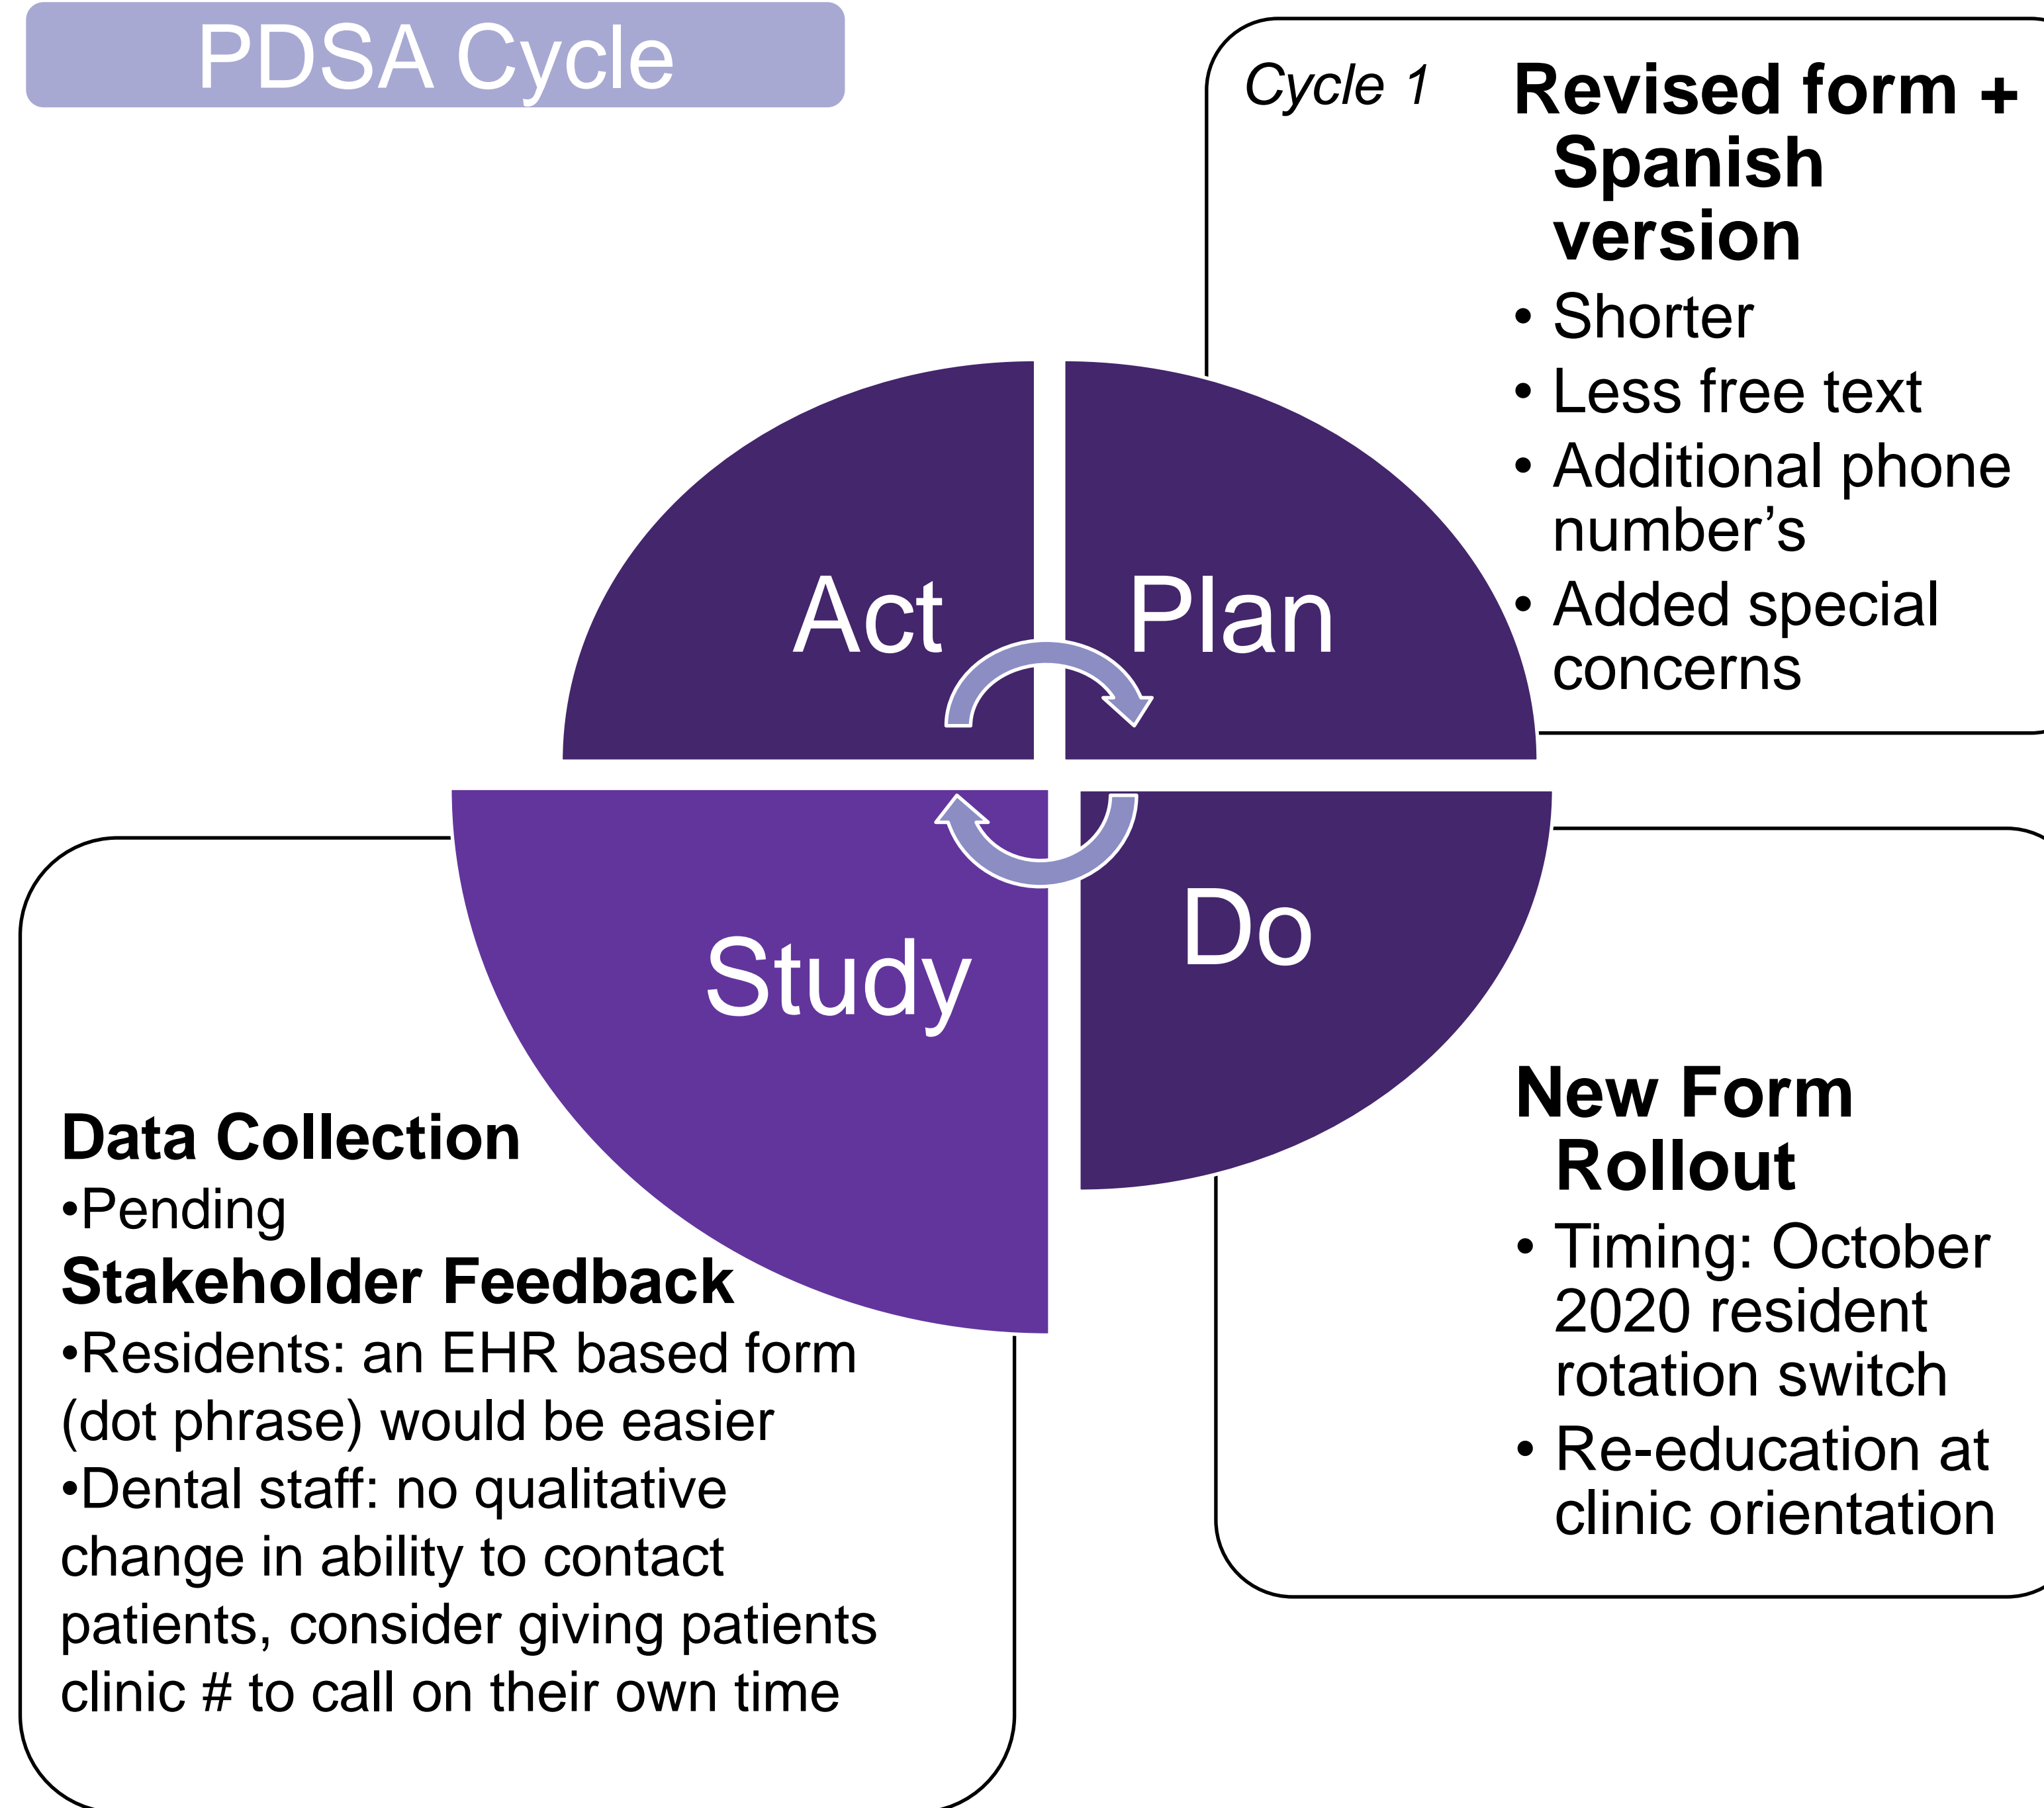 PDSA Cycle
Cycle 1
Revised form +
Spanish
version
• Shorter
• Less free text
• Additional phone
number’s
• Added special
concerns
Act
Plan
Study
Do
New Form
Rollout
• Timing: October
2020 resident
rotation switch
• Re-education at
clinic orientation
Data Collection
•Pending
Stakeholder Feedback
•Residents: an EHR based form
(dot phrase) would be easier
•Dental staff: no qualitative
change in ability to contact
patients, consider giving patients
clinic # to call on their own time